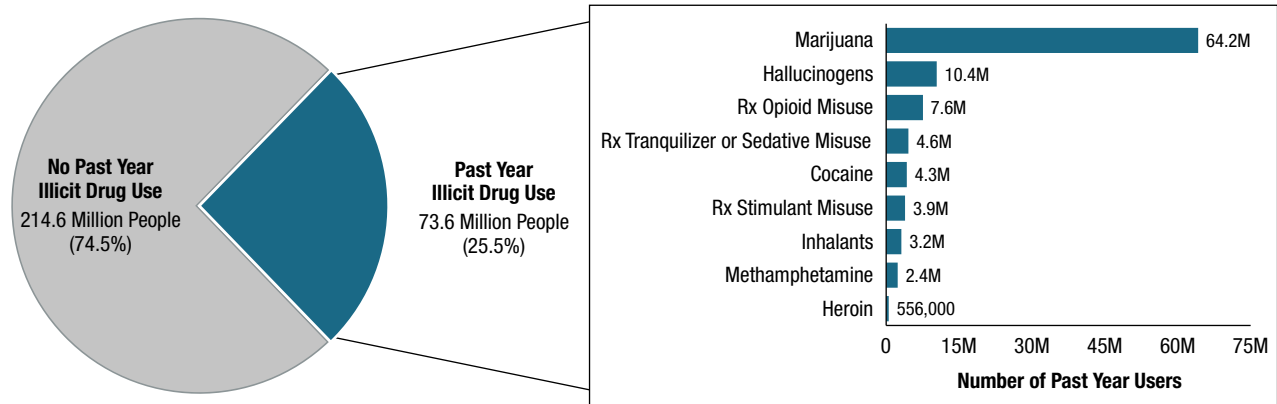 No Past Year
Illicit Drug Use
214.6 Million People
(74.5%)
Past Year
Illicit Drug Use
73.6 Million People
(25.5%)
Marijuana 64.2M
Hallucinogens 10.4M
Rx Opioid Misuse 7.6M
Rx Tranquilizer or Sedative Misuse 4.6M
Cocaine 4.3M
Rx Stimulant Misuse 3.9M
Inhalants 3.2M
Methamphetamine 2.4M
Heroin 556,000
0 15M 30M 45M 60M 75M
Number of Past Year Users